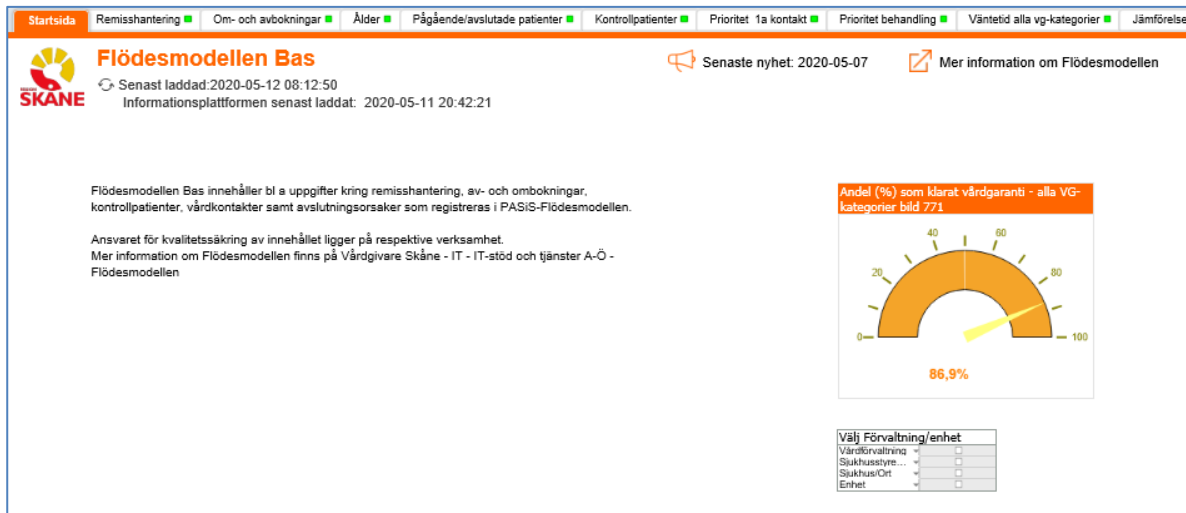 Startsida Remisshantering Om- och avbokningar Ålder Pågående/avslutade patienter Kontrollpatienter Prioritet 1a kontakt Prioritet behandling Väntetid alla vg-kategorier Jämförelse
SKÅNE
Flödesmodellen Bas
Senast laddad:2020-05-12 08:12:50
Informationsplattformen senast laddat: 2020-05-11 20:42:21
Senaste nyhet: 2020-05-07
Mer information om Flödesmodellen
Flödesmodellen Bas innehåller bl a uppgifter kring remisshantering, av- och ombokningar,
kontrollpatienter, vårdkontakter samt avslutningsorsaker som registreras i PASiS-Flödesmodellen.
Ansvaret för kvalitetssäkring av innehållet ligger på respektive verksamhet.
Mer information om Flödesmodellen finns på Vårdgivare Skåne - IT - IT-stöd och tjänster A-Ö -
Flödesmodellen
Andel (%) som klarat vårdgaranti - alla VG-
kategorier bild 771
40 60
20 80
0 100
86,9%
Välj Förvaltning/enhet
Vårdförvaltning
Sjukhusstyre...
Sjukhus/Ort
Enhet